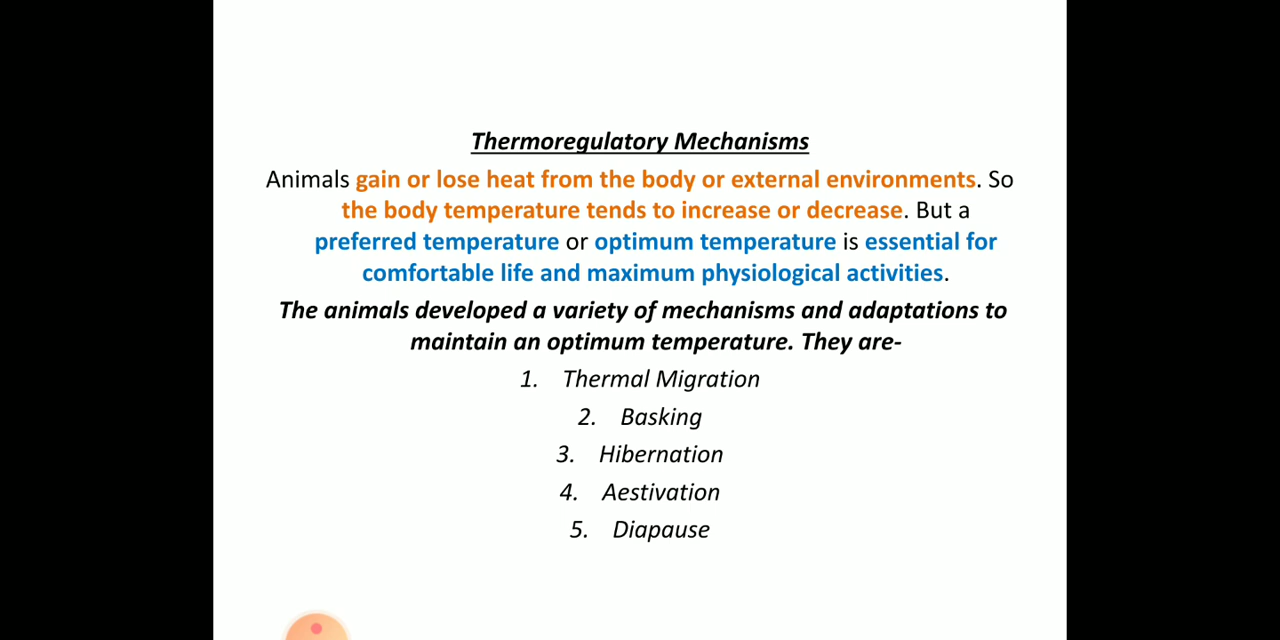 Thermoregulatory Mechanisms
Animals gain or lose heat from the body or external environments. So
the body temperature tends to increase or decrease. But a
preferred temperature or optimum temperature is essential for
comfortable life and maximum physiological activities.
The animals developed a variety of mechanisms and adaptations to
maintain an optimum temperature. They are-
1. Thermal Migration
2. Basking
3. Hibernation
4. Aestivation
5. Diapause